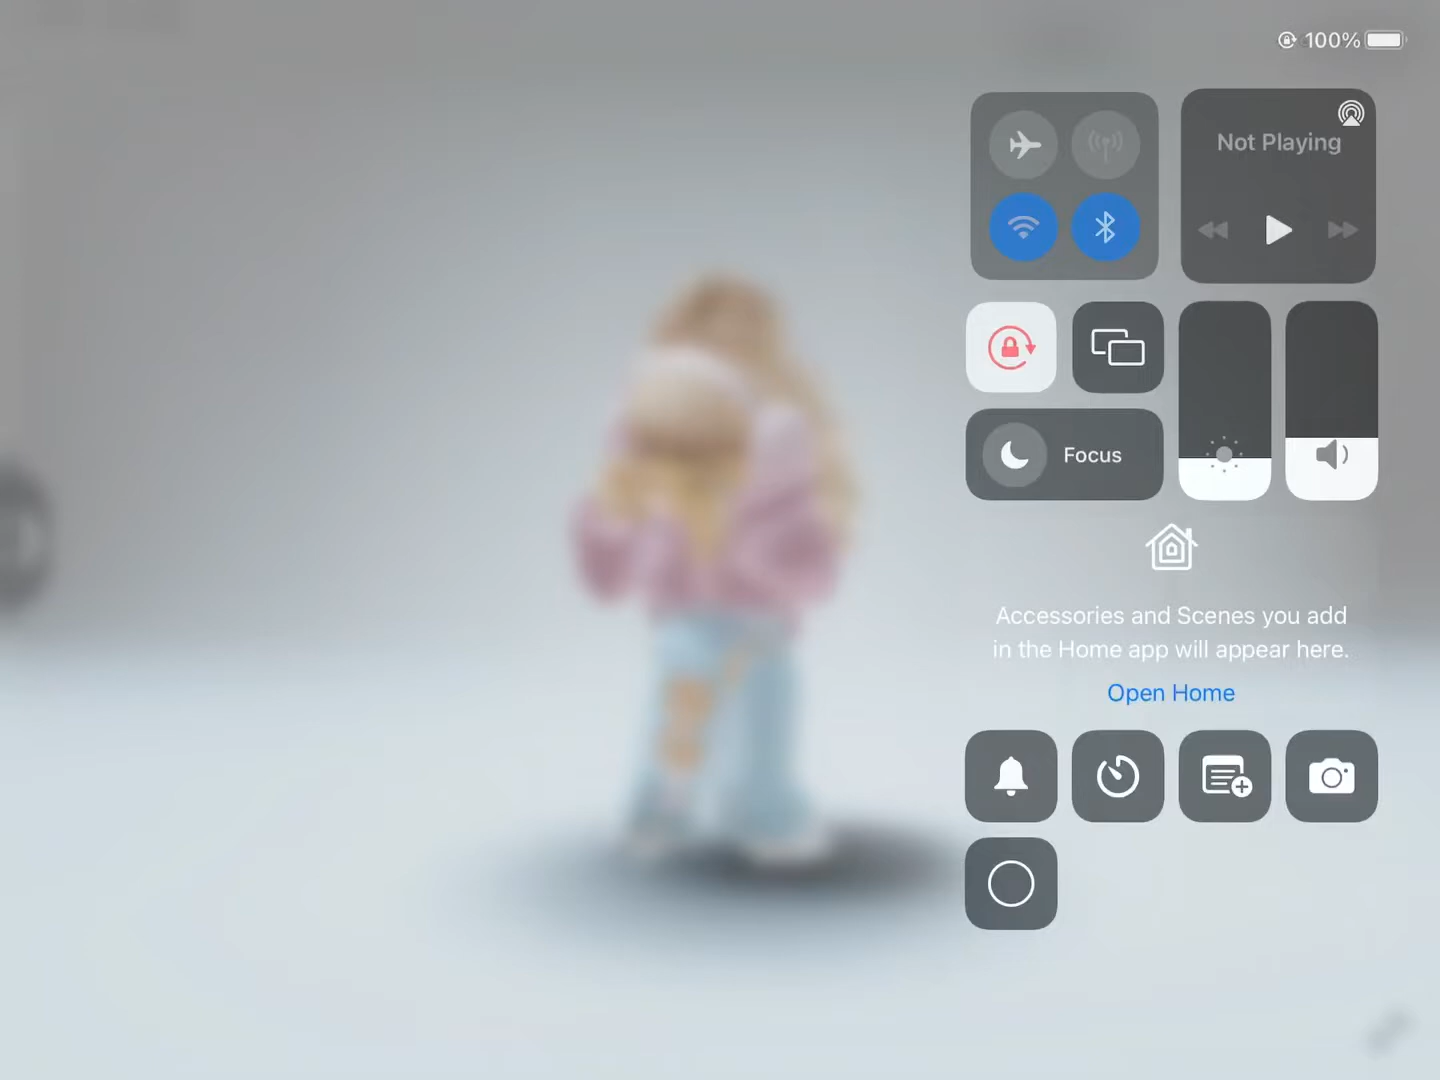 100%
Not Playing
Focus
Accessories and Scenes you add
in the Home app will appear here.
Open Home